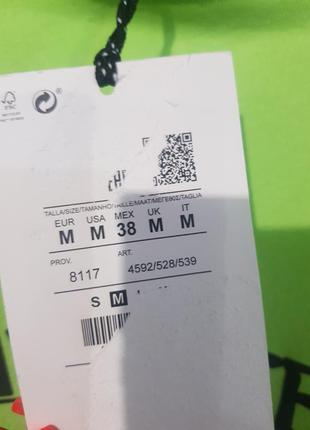 FSC
TALLA/SIZE/TAMANHO/TAILLE/MAAT/ΜΕΓΕΘΟΣ/TAGLIA
EUR USA MEX UK IT
M M 38 M M
PROV. ART.
8117 4592/528/539
S M